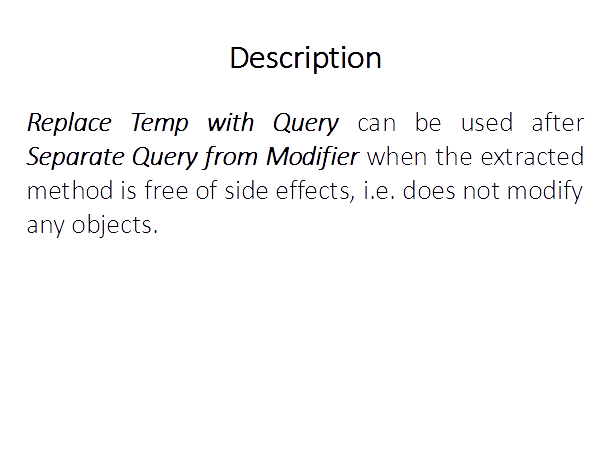 Description
Replace Temp with Query can be used after
Separate Query from Modifier when the extracted
method is free of side effects, i.e. does not modify
any objects.